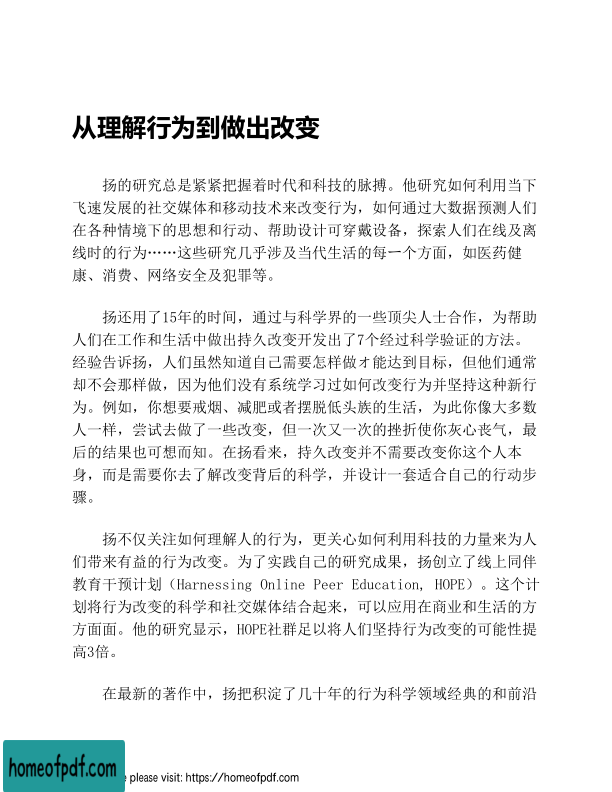 从理解行为到做出改变
扬的研究总是紧紧把握着时代和科技的脉搏。他研究如何利用当下
飞速发展的社交媒体和移动技术来改变行为，如何通过大数据预测人们
在各种情境下的思想和行动、帮助设计可穿戴设备，探索人们在线及离
线时的行为……这些研究几乎涉及当代生活的每一个方面，如医药健
康、消费、网络安全及犯罪等。
扬还用了15年的时间，通过与科学界的一些顶尖人士合作，为帮助
人们在工作和生活中做出持久改变开发出了7个经过科学验证的方法。
经验告诉扬，人们虽然知道自己需要怎样做才能达到目标，但他们通常
却不会那样做，因为他们没有系统学习过如何改变行为并坚持这种新行
为。例如，你想要戒烟、减肥或者摆脱低头族的生活，为此你像大多数
人一样，尝试去做了一些改变，但一次又一次的挫折使你灰心丧气，最
后的结果也可想而知。在扬看来，持久改变并不需要改变你这个人本
身，而是需要你去了解改变背后的科学，并设计一套适合自己的行动步
骤。
扬不仅关注如何理解人的行为，更关心如何利用科技的力量来为人
们带来有益的行为改变。为了实践自己的研究成果，扬创立了线上同伴
教育干预计划（Harnessing Online Peer Education, HOPE）。这个计
划将行为改变的科学和社交媒体结合起来，可以应用在商业和生活的方
方面面。他的研究显示，HOPE社群足以将人们坚持行为改变的可能性提
高3倍。
在最新的著作中，扬把积淀了几十年的行为科学领域经典的和前沿
homeofpdf.com
e please visit: https://homeofpdf.com